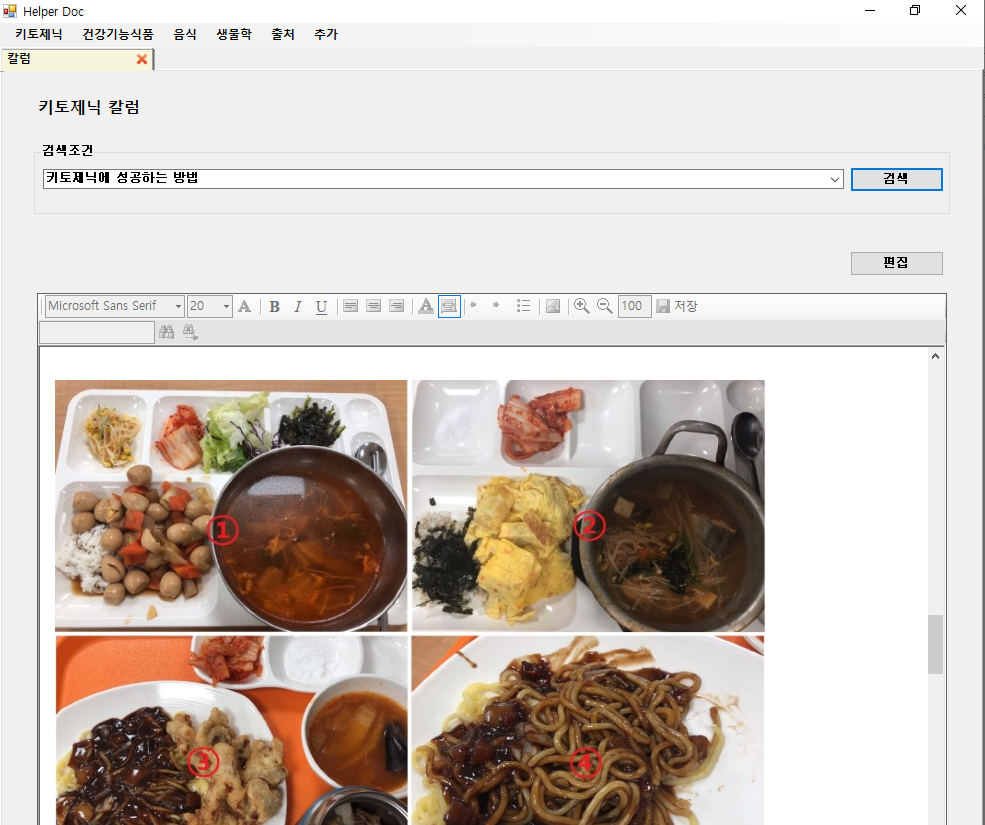 Helper Doc
키토제닉 건강기능식품 음식 생물학 출처 추가
칼럼
키토제닉 칼럼
검색조건
키토제닉에 성공하는 방법
검색
편집
Microsoft Sans Serif 20 A B I U A 100 저장
① ②
③ ④